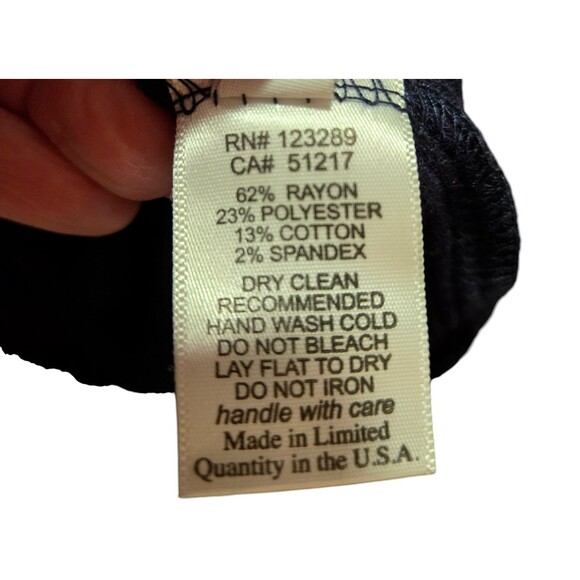 RN# 123289
CA# 51217
62% RAYON
23% POLYESTER
13% COTTON
2% SPANDEX
DRY CLEAN
RECOMMENDED
HAND WASH COLD
DO NOT BLEACH
LAY FLAT TO DRY
DO NOT IRON
handle with care
Made in Limited
Quantity in the U.S.A.